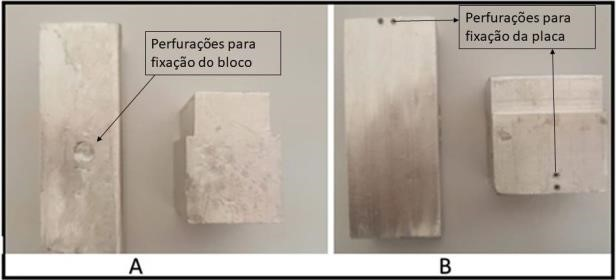 Perfurações para
fixação do bloco
Perfurações para
fixação da placa
A
B